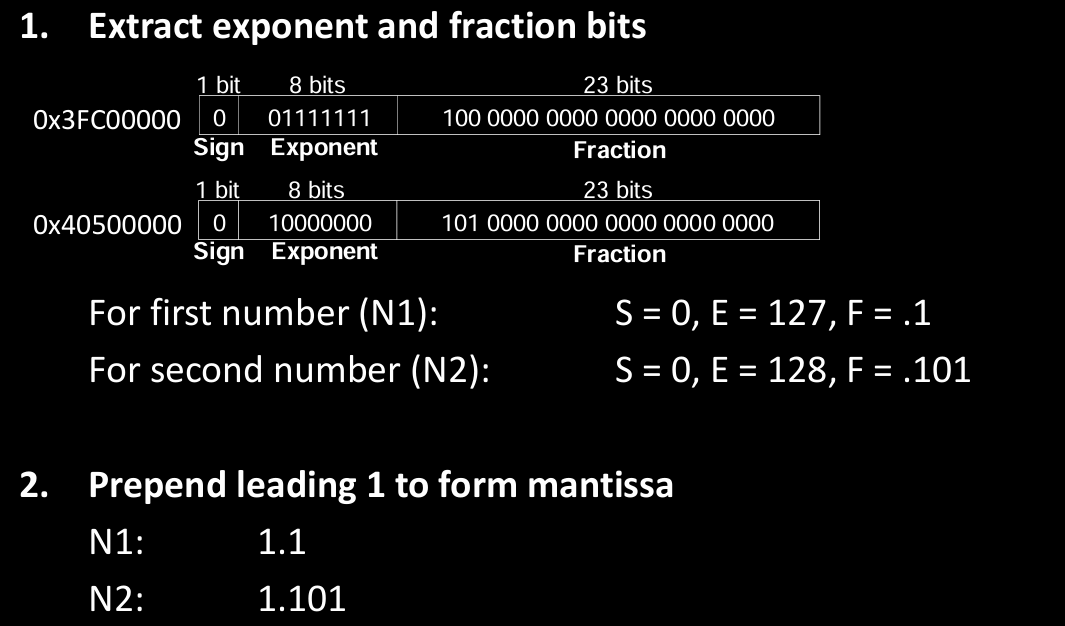 1. Extract exponent and fraction bits
1 bit 8 bits 23 bits
0x3FC00000 0 01111111 100 0000 0000 0000 0000 0000
Sign Exponent Fraction
1 bit 8 bits 23 bits
0x40500000 0 10000000 101 0000 0000 0000 0000 0000
Sign Exponent Fraction
For first number (N1): S = 0, E = 127, F = .1
For second number (N2): S = 0, E = 128, F = .101
2. Prepend leading 1 to form mantissa
N1: 1.1
N2: 1.101